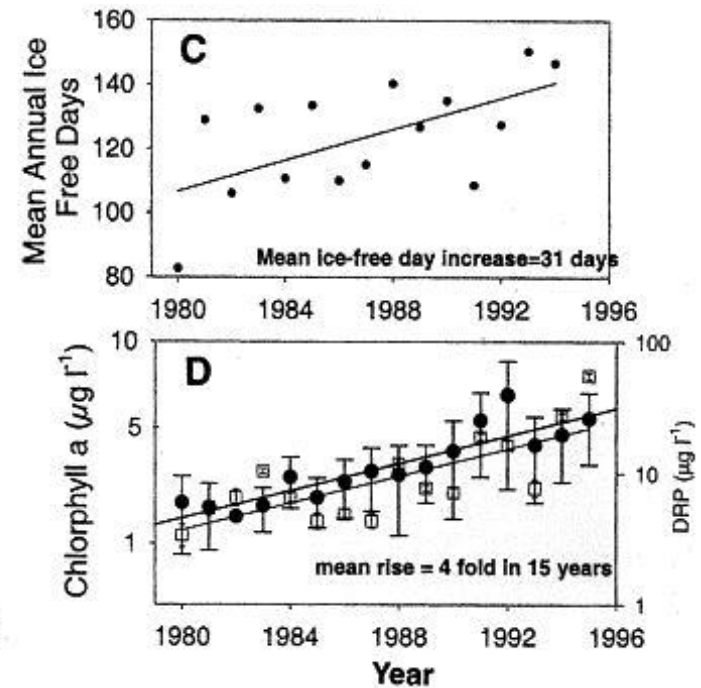 160
C
140
120
100
80
Mean Annual Ice
Free Days
Mean ice-free day increase=31 days
1980 1984 1988 1992 1996
10
D
5
1
Chlorphyll a (µg l⁻¹)
100
10
1
DRP (µg l⁻¹)
mean rise = 4 fold in 15 years
1980 1984 1988 1992 1996
Year